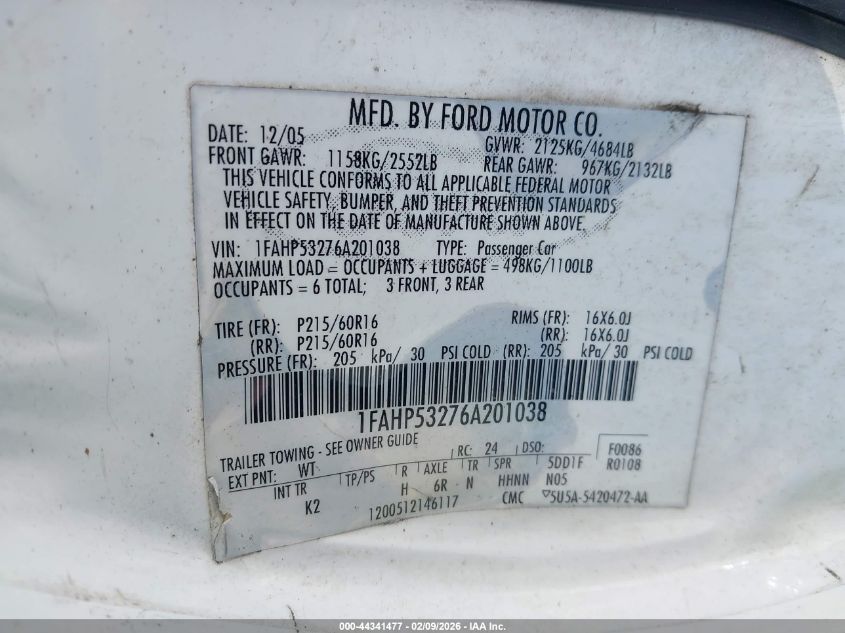 MFD. BY FORD MOTOR CO.
DATE: 12/05 GVWR: 2125KG/4684LB
FRONT GAWR: 1158KG/2552LB REAR GAWR: 967KG/2132LB
THIS VEHICLE CONFORMS TO ALL APPLICABLE FEDERAL MOTOR
VEHICLE SAFETY, BUMPER, AND THEFT PREVENTION STANDARDS
IN EFFECT ON THE DATE OF MANUFACTURE SHOWN ABOVE.
VIN: 1FAHP53276A201038 TYPE: Passenger Car
MAXIMUM LOAD = OCCUPANTS + LUGGAGE = 498KG/1100LB
OCCUPANTS = 6 TOTAL; 3 FRONT, 3 REAR
TIRE (FR): P215/60R16 RIMS (FR): 16X6.0J
(RR): P215/60R16 (RR): 16X6.0J
PRESSURE (FR): 205 kPa/ 30 PSI COLD (RR): 205 kPa/ 30 PSI COLD
1FAHP53276A201038
TRAILER TOWING - SEE OWNER GUIDE RC: 24 DSO: F0086
EXT PNT: WT R0108
INT TR TP/PS R AXLE TR SPR 5DD1F
K2 H 6R N HHNN N05
1200512146117 CMC ▽5U5A-5420472-AA
000-44341477 - 02/09/2026 - IAA Inc.